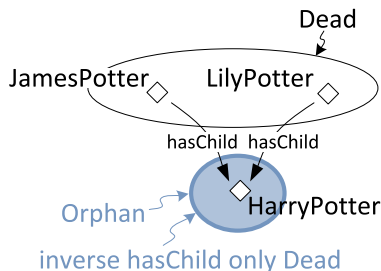 Dead
JamesPotter LilyPotter
hasChild hasChild
HarryPotter
Orphan
inverse hasChild only Dead